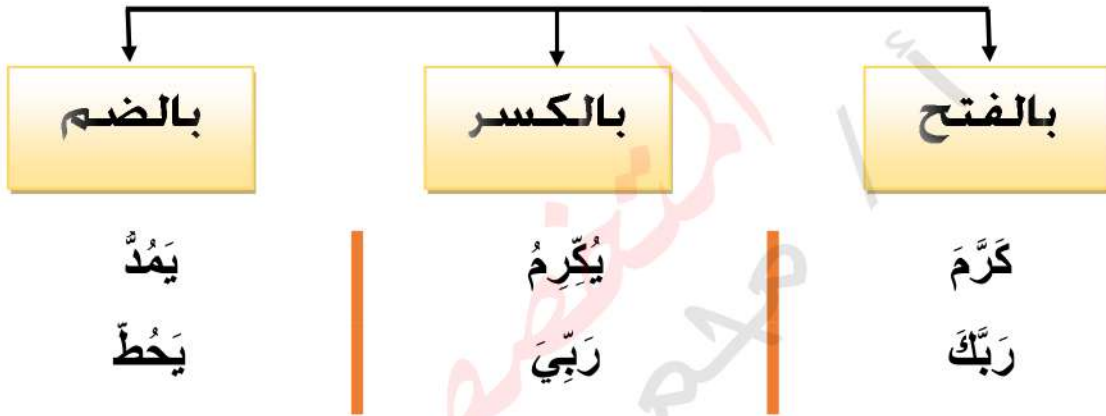 بالفتح بالكسر بالضم
كَرَّمَ يُكِّرِمُ يَمُدَّ
رَبَّكَ رَبِّيَ يَحُطّ